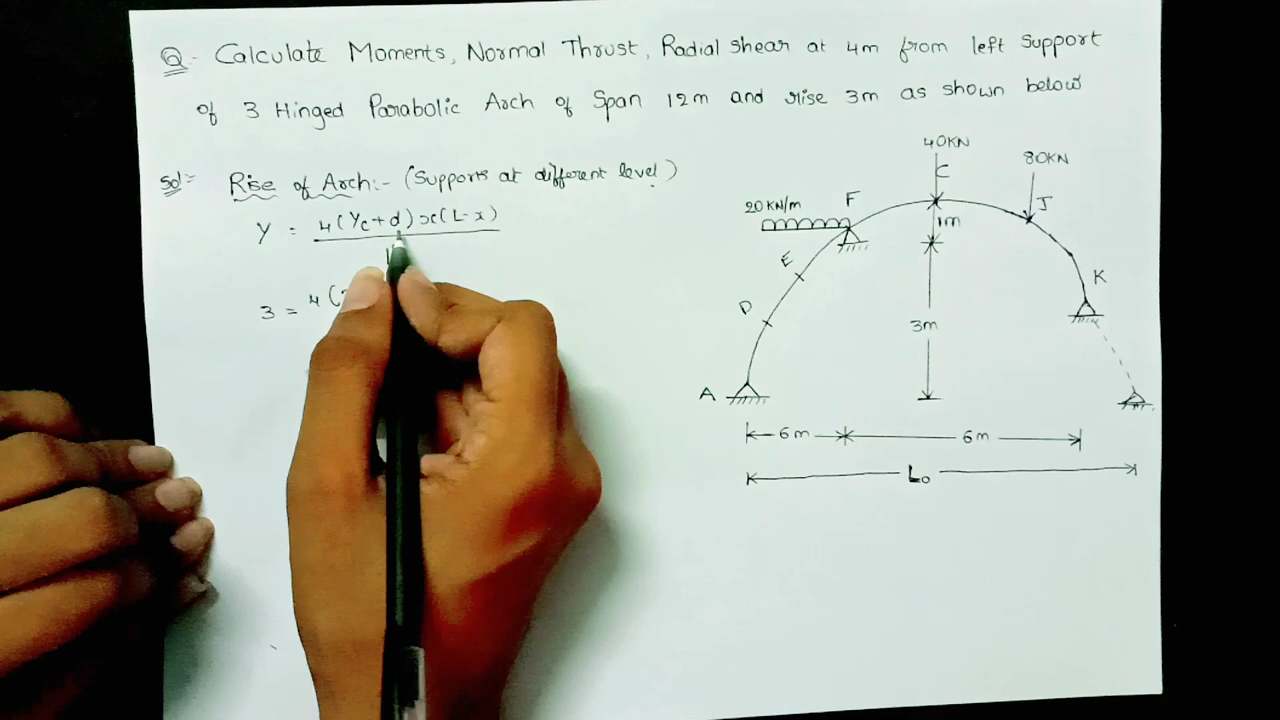 Q- Calculate Moments, Normal Thrust, Radial shear at 4m from left support
of 3 Hinged Parabolic Arch of Span 12m and rise 3m as shown below
Sol:- Rise of Arch:- (Supports at different level)
Y = 4(Yc+d)x(L-x)
3 = 4(
40KN
C
80KN
J
20KN/m
F
1m
E
K
D
3m
A
6m
6m
Lo